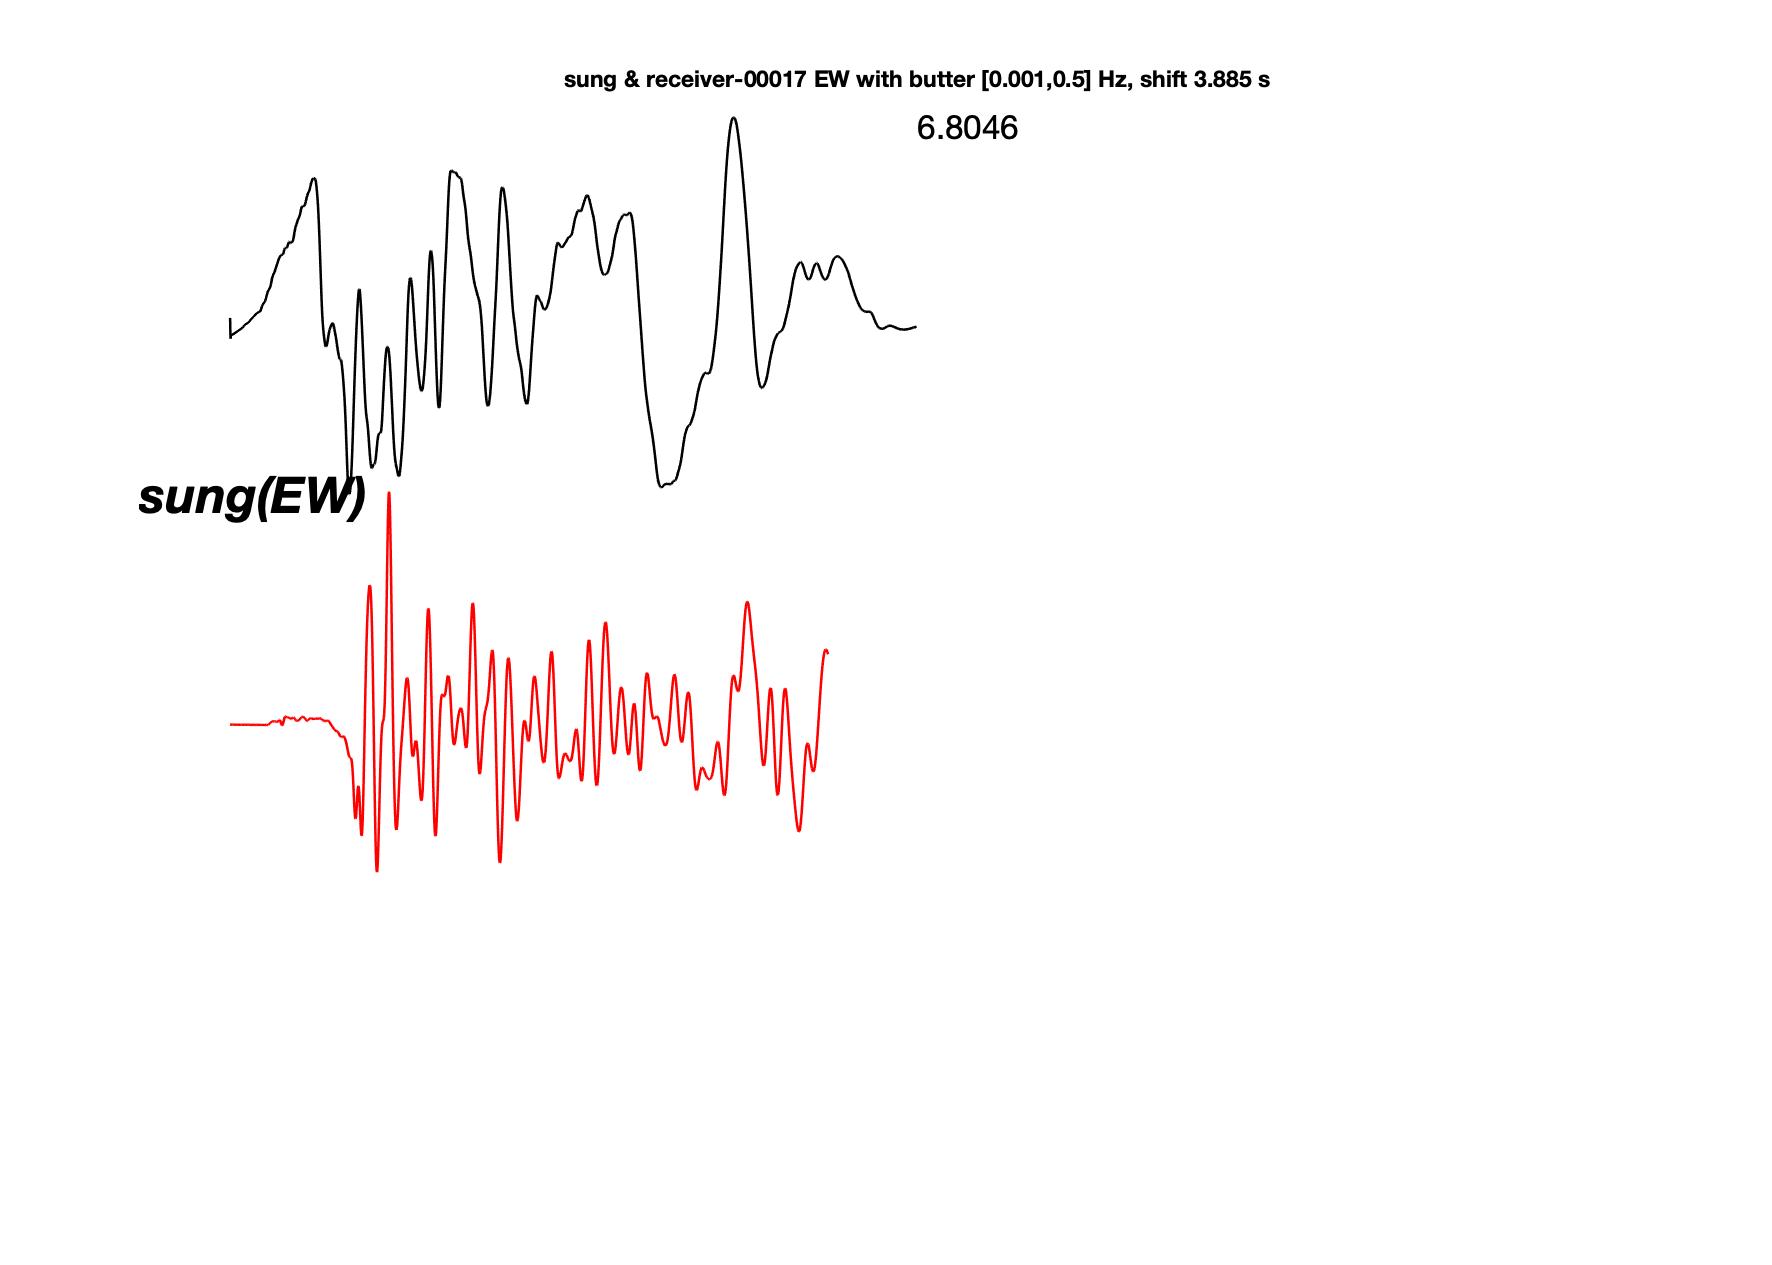 sung & receiver-00017 EW with butter [0.001,0.5] Hz, shift 3.885 s
6.8046
sung(EW)